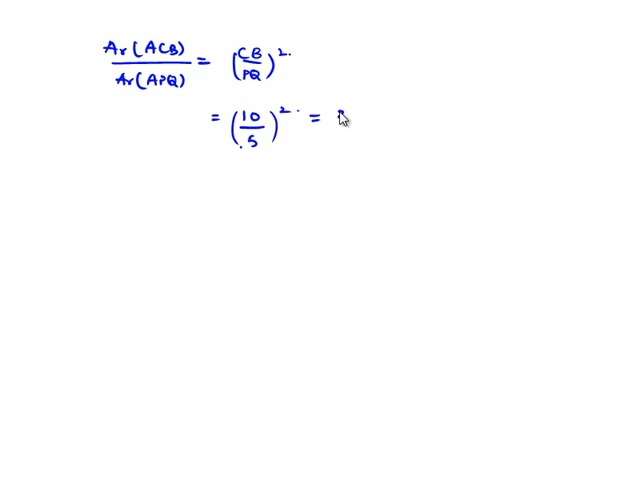 Ar(ACB)/Ar(APQ) = (CB/PQ)^2.
= (10/5)^2 =